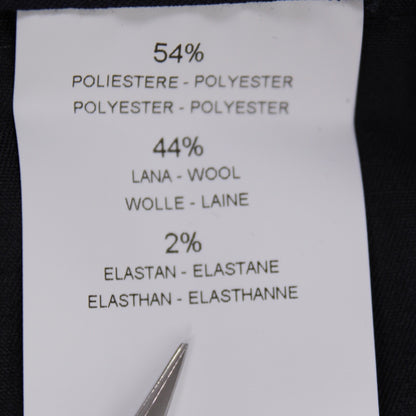 54%
POLIESTERE - POLYESTER
POLYESTER - POLYESTER
44%
LANA - WOOL
WOLLE - LAINE
2%
ELASTAN - ELASTANE
ELASTHAN - ELASTHANNE